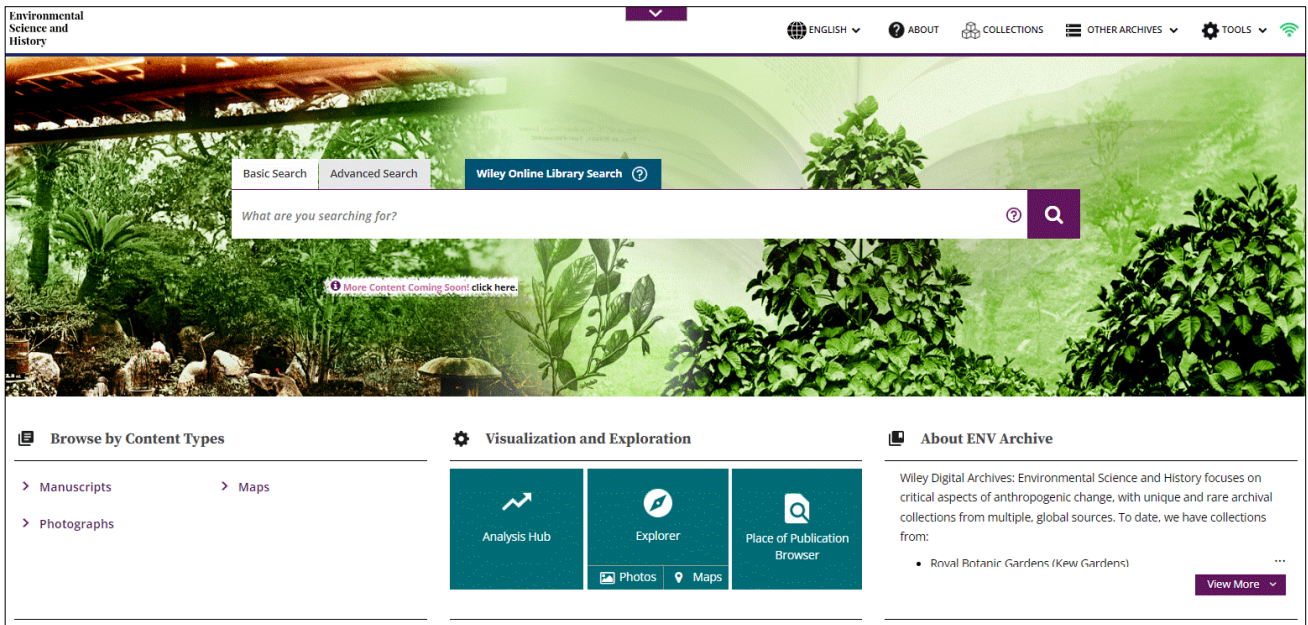 Environmental
Science and
History
ENGLISH
ABOUT
COLLECTIONS
OTHER ARCHIVES
TOOLS
Basic Search
Advanced Search
Wiley Online Library Search
What are you searching for?
More Content Coming Soon! click here.
Browse by Content Types
Manuscripts
Maps
Photographs
Visualization and Exploration
Analysis Hub
Explorer
Photos
Maps
Place of Publication
Browser
About ENV Archive
Wiley Digital Archives: Environmental Science and History focuses on
critical aspects of anthropogenic change, with unique and rare archival
collections from multiple, global sources. To date, we have collections
from:
• Royal Botanic Gardens (Kew Gardens)
...
View More